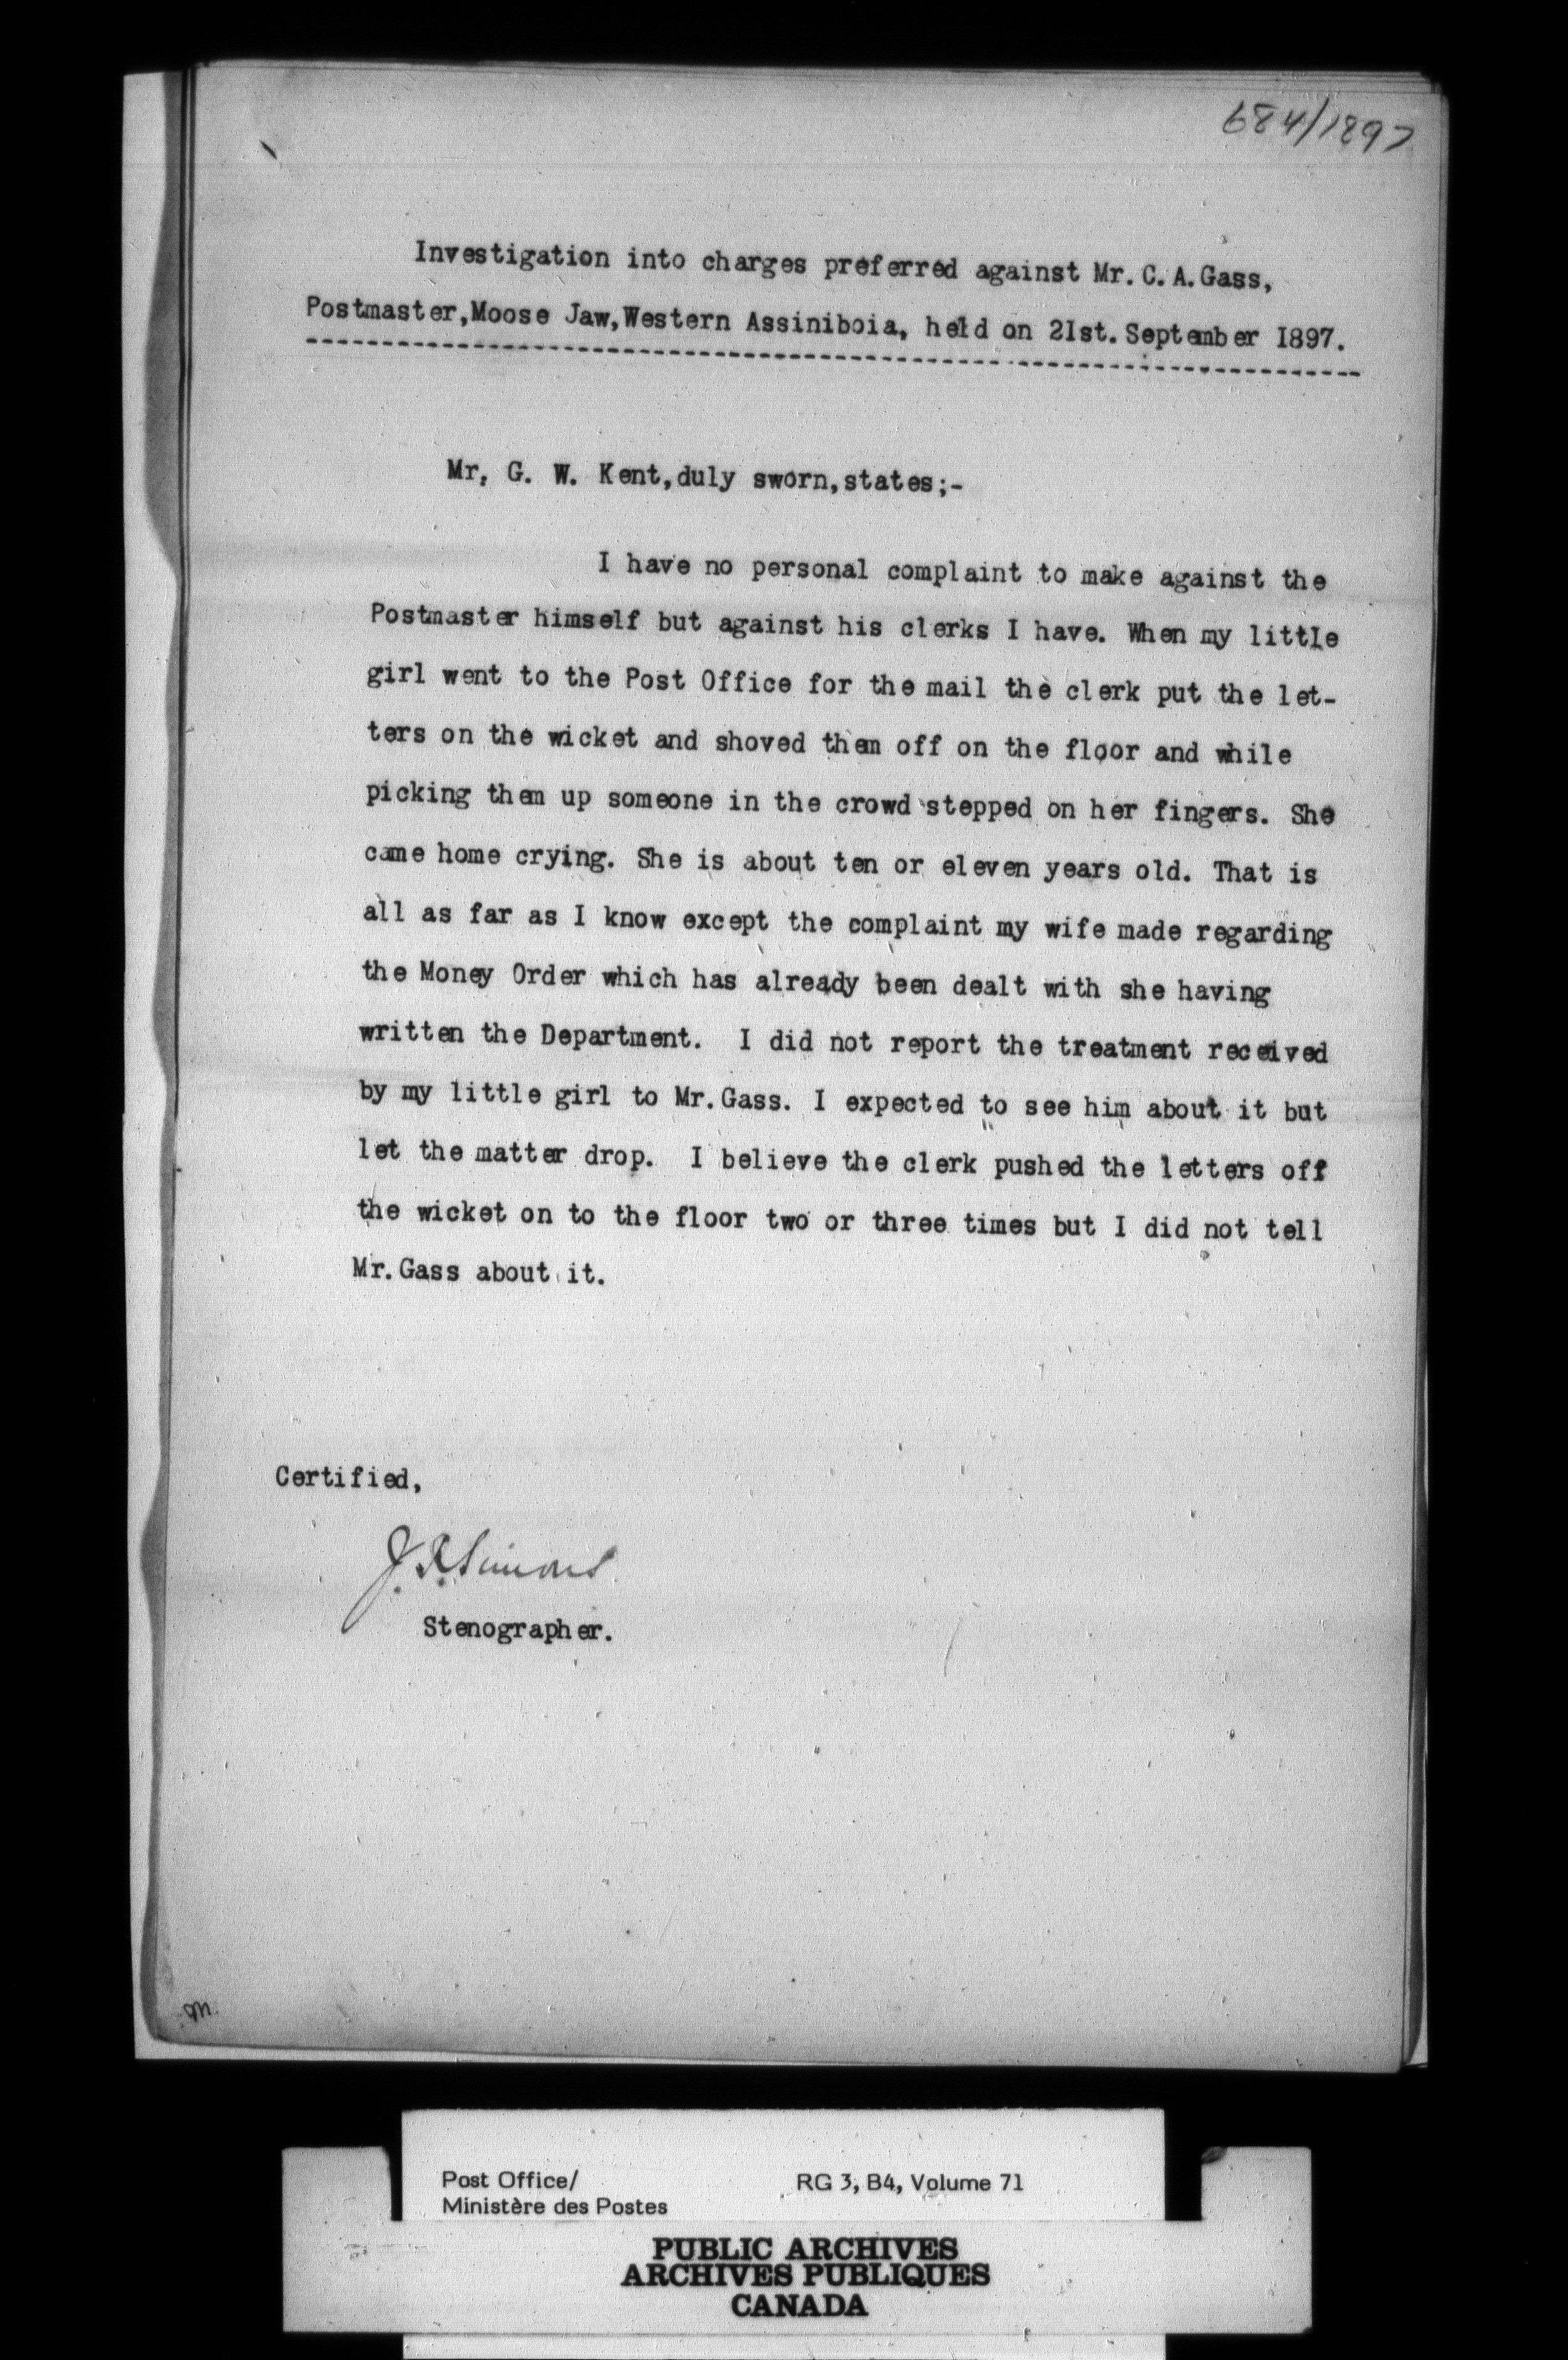 684/1897
Investigation into charges preferred against Mr. C. A. Gass,
Postmaster, Moose Jaw, Western Assiniboia, held on 2Ist. September I897.
Mr, G. W. Kent, duly sworn, states;-
I have no personal complaint to make against the
Postmaster himself but against his clerks I have. When my little
girl went to the Post Office for the mail the clerk put the let-
ters on the wicket and shoved them off on the floor and while
picking them up someone in the crowd stepped on her fingers. She
came home crying. She is about ten or eleven years old. That is
all as far as I know except the complaint my wife made regarding
the Money Order which has already been dealt with she having
written the Department. I did not report the treatment received
by my little girl to Mr. Gass. I expected to see him about it but
let the matter drop. I believe the clerk pushed the letters off
the wicket on to the floor two or three times but I did not tell
Mr. Gass about it.
Certified,
Simons
Stenographer.
Post Office/
Ministère des Postes
RG 3, B4, Volume 71
PUBLIC ARCHIVES
ARCHIVES PUBLIQUES
CANADA